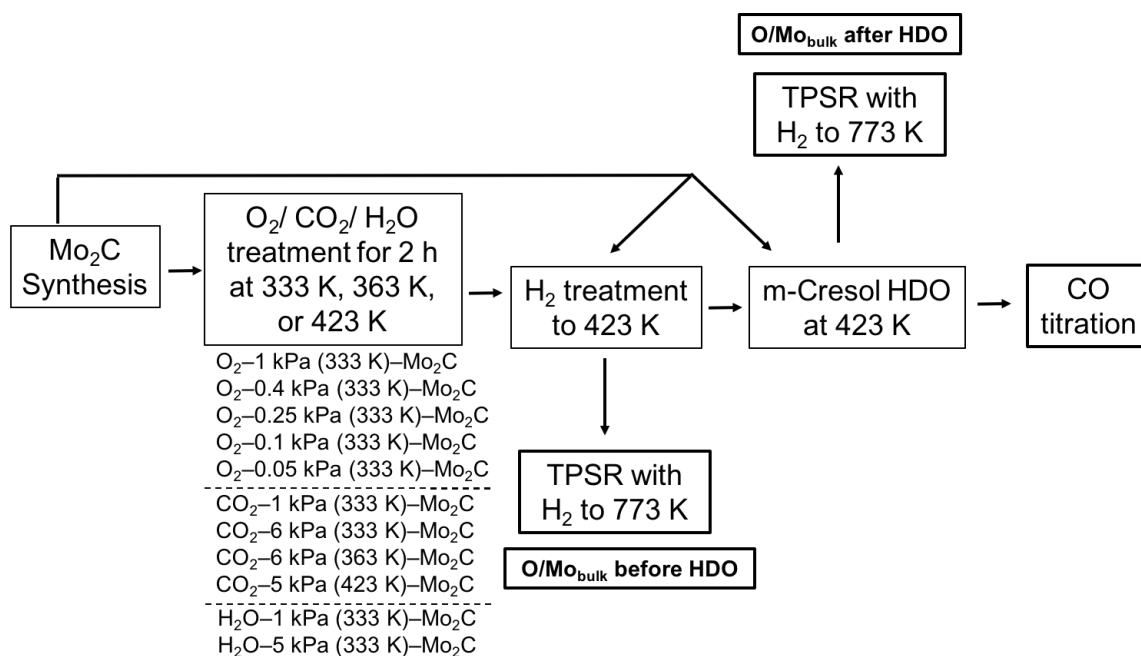 O/Mobulk after HDO
TPSR with
H2 to 773 K
Mo2C
Synthesis
O2/ CO2/ H2O
treatment for 2 h
at 333 K, 363 K,
or 423 K
H2 treatment
to 423 K
m-Cresol HDO
at 423 K
CO
titration
O2–1 kPa (333 K)–Mo2C
O2–0.4 kPa (333 K)–Mo2C
O2–0.25 kPa (333 K)–Mo2C
O2–0.1 kPa (333 K)–Mo2C
O2–0.05 kPa (333 K)–Mo2C
CO2–1 kPa (333 K)–Mo2C
CO2–6 kPa (333 K)–Mo2C
CO2–6 kPa (363 K)–Mo2C
CO2–5 kPa (423 K)–Mo2C
H2O–1 kPa (333 K)–Mo2C
H2O–5 kPa (333 K)–Mo2C
TPSR with
H2 to 773 K
O/Mobulk before HDO